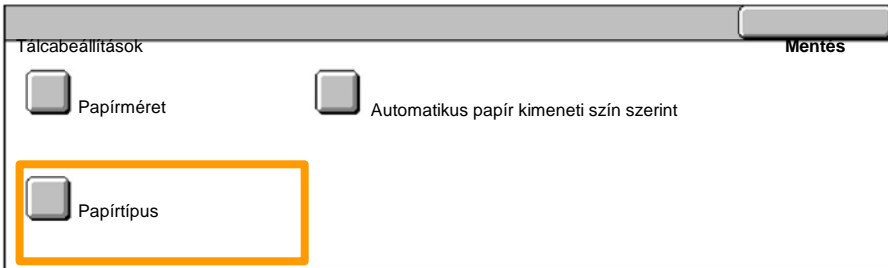 Tálcabeállítások
Mentés
Papírméret
Automatikus papír kimeneti szín szerint
Papírtípus